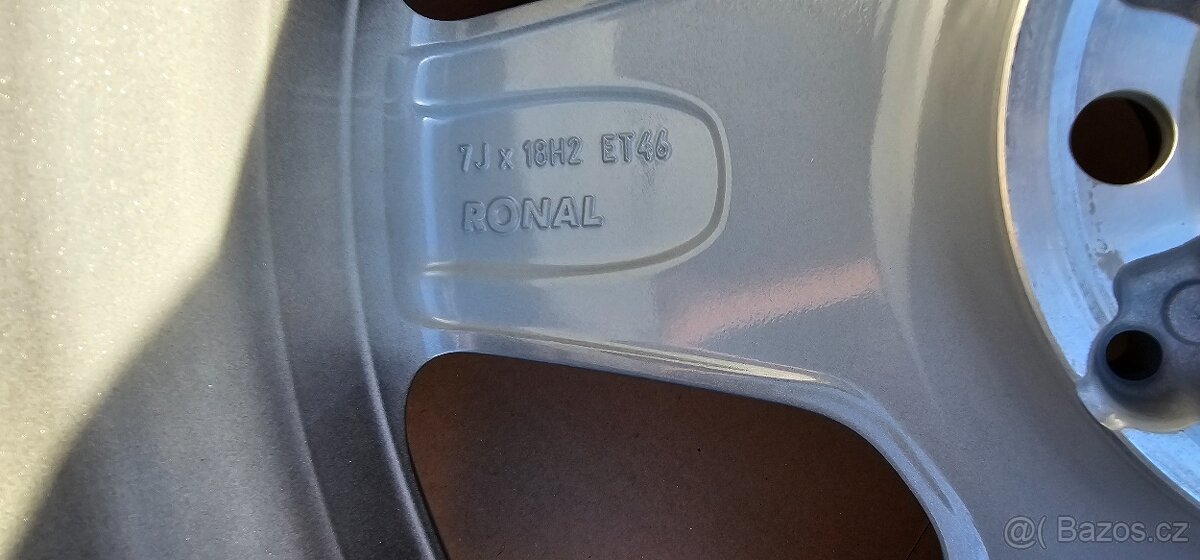 7J x 18H2 ET46
RONAL
@( Bazos.cz